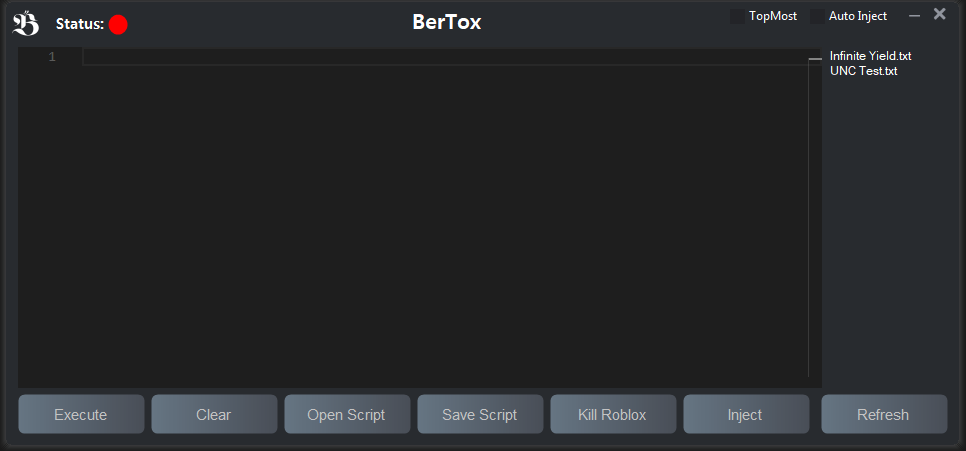 B Status: BerTox TopMost Auto Inject
1
Infinite Yield.txt
UNC Test.txt
Execute Clear Open Script Save Script Kill Roblox Inject Refresh